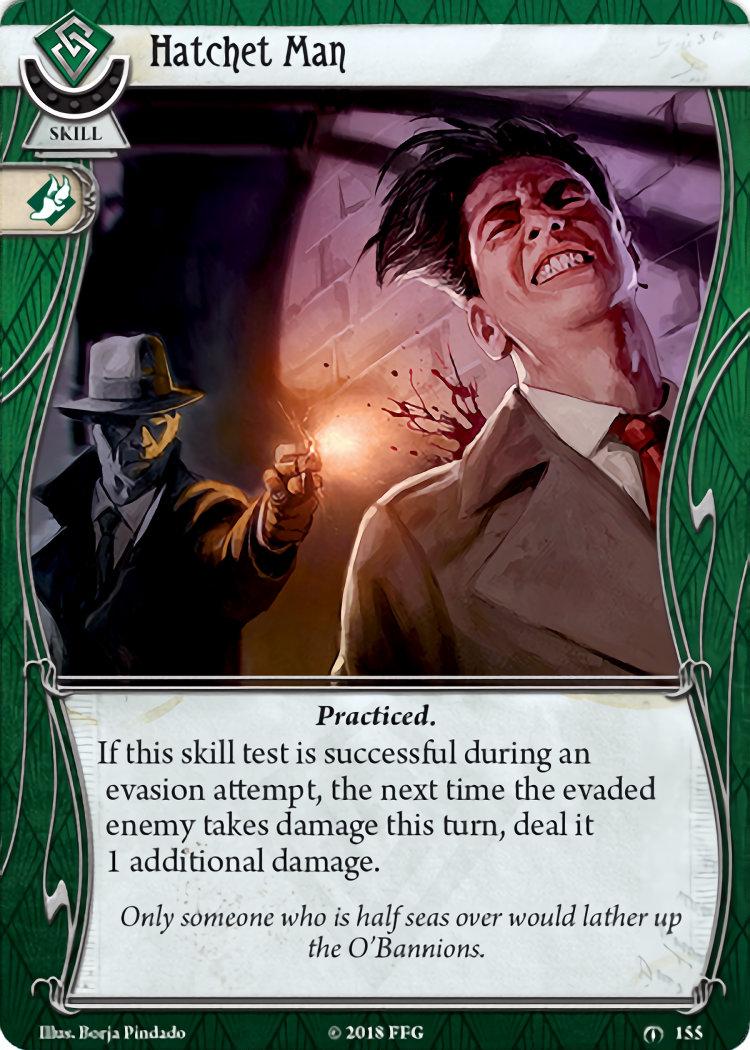 Hatchet Man
SKILL
Practiced.
If this skill test is successful during an
evasion attempt, the next time the evaded
enemy takes damage this turn, deal it
1 additional damage.
Only someone who is half seas over would lather up
the O'Bannions.
Illus. Borja Pindado
© 2018 FFG
155